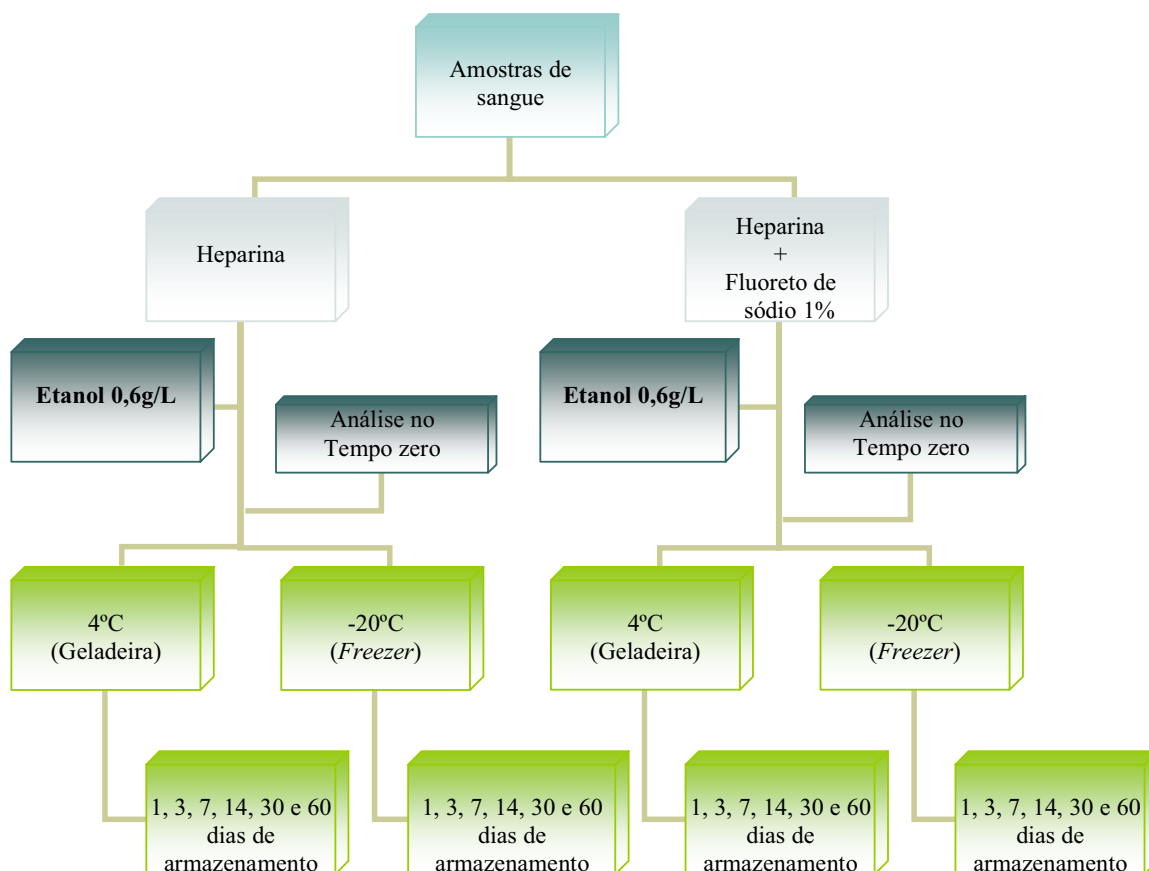 Amostras de
sangue
Heparina
Heparina
+
Fluoreto de
sódio 1%
Etanol 0,6g/L
Análise no
Tempo zero
Etanol 0,6g/L
Análise no
Tempo zero
4ºC
(Geladeira)
-20ºC
(Freezer)
4ºC
(Geladeira)
-20ºC
(Freezer)
1, 3, 7, 14, 30 e 60
dias de
armazenamento
1, 3, 7, 14, 30 e 60
dias de
armazenamento
1, 3, 7, 14, 30 e 60
dias de
armazenamento
1, 3, 7, 14, 30 e 60
dias de
armazenamento